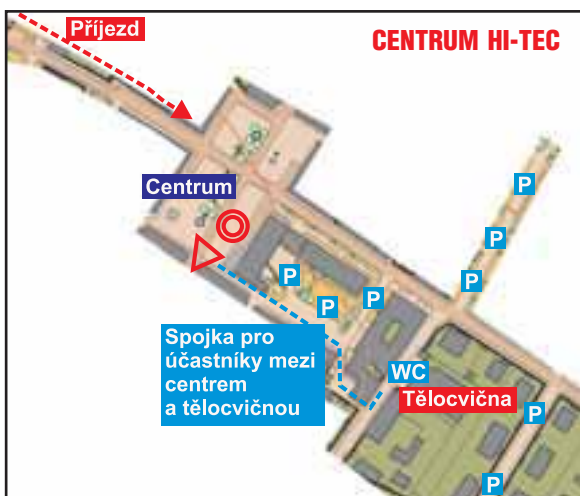 Příjezd
CENTRUM HI-TEC
Centrum
P
P
P
P
P
P
Spojka pro
účastníky mezi
centrem
a tělocvičnou
WC
Tělocvična
P
P